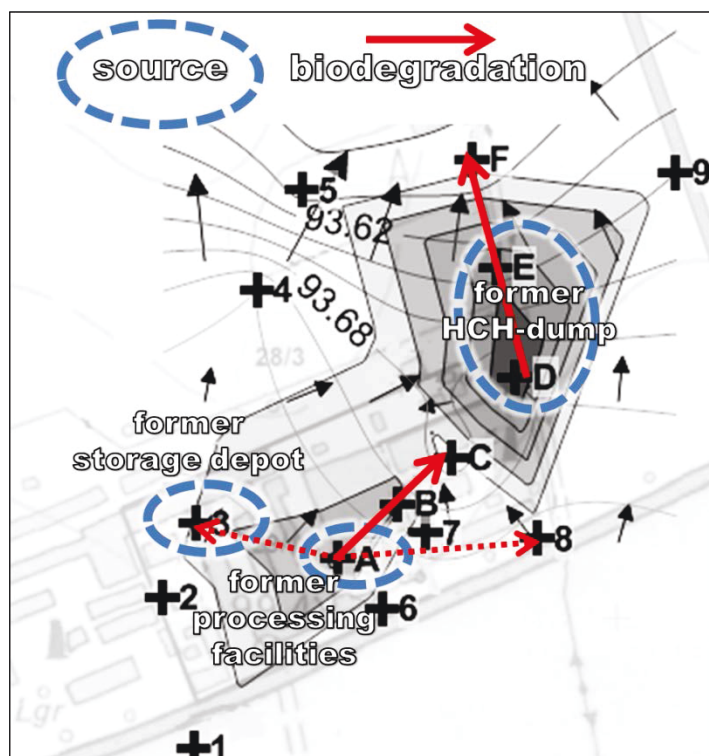 source
biodegradation
F
9
5
93.62
E
4
former
HCH-dump
93.68
28/3
D
former
storage depot
C
3
B
7
8
A
2
former
processing
facilities
6
Lgr
1